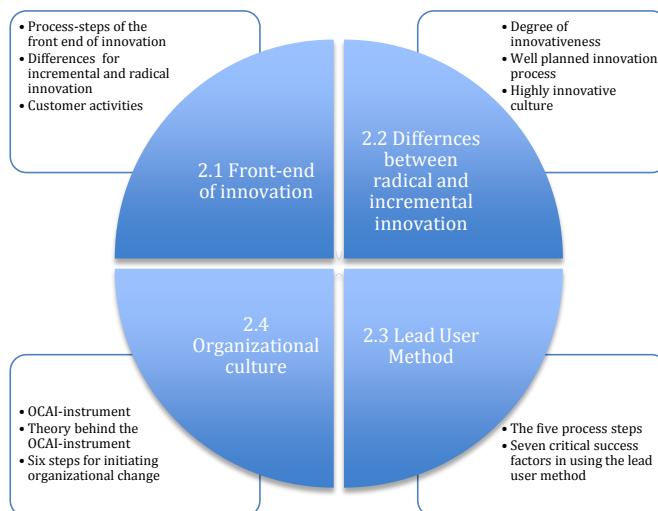 • Process-steps of the
front end of innovation
• Differences for
incremental and radical
innovation
• Customer activities
• Degree of
innovativeness
• Well planned innovation
process
• Highly innovative
culture
2.1 Front-end
of innovation
2.2 Differnces
between
radical and
incremental
innovation
2.4
Organizational
culture
2.3 Lead User
Method
• OCAI-instrument
• Theory behind the
OCAI-instrument
• Six steps for initiating
organizational change
• The five process steps
• Seven critical success
factors in using the lead
user method